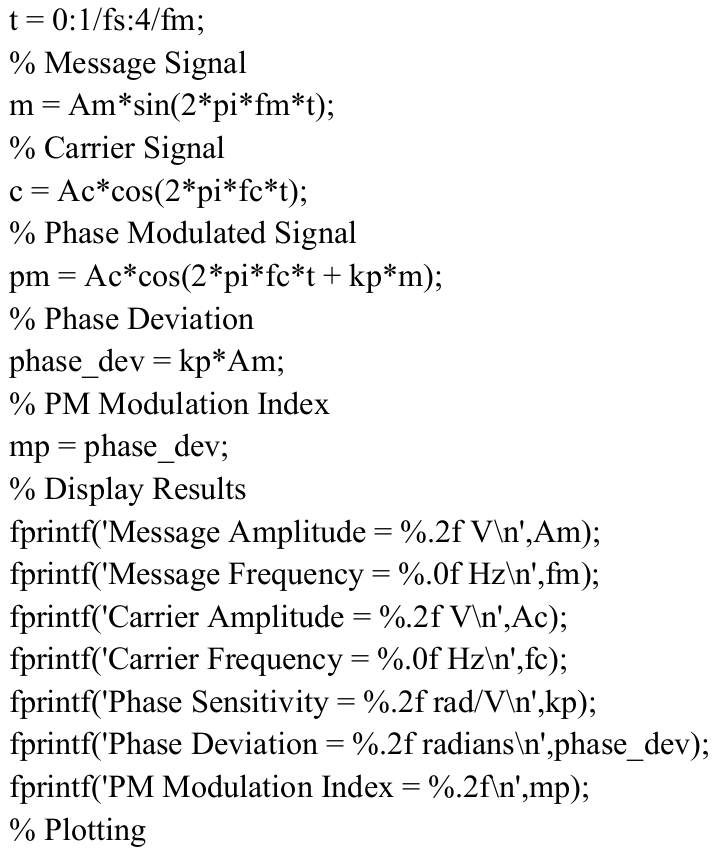 t = 0:1/fs:4/fm;
% Message Signal
m = Am*sin(2*pi*fm*t);
% Carrier Signal
c = Ac*cos(2*pi*fc*t);
% Phase Modulated Signal
pm = Ac*cos(2*pi*fc*t + kp*m);
% Phase Deviation
phase_dev = kp*Am;
% PM Modulation Index
mp = phase_dev;
% Display Results
fprintf('Message Amplitude = %.2f V\n',Am);
fprintf('Message Frequency = %.0f Hz\n',fm);
fprintf('Carrier Amplitude = %.2f V\n',Ac);
fprintf('Carrier Frequency = %.0f Hz\n',fc);
fprintf('Phase Sensitivity = %.2f rad/V\n',kp);
fprintf('Phase Deviation = %.2f radians\n',phase_dev);
fprintf('PM Modulation Index = %.2f\n',mp);
% Plotting